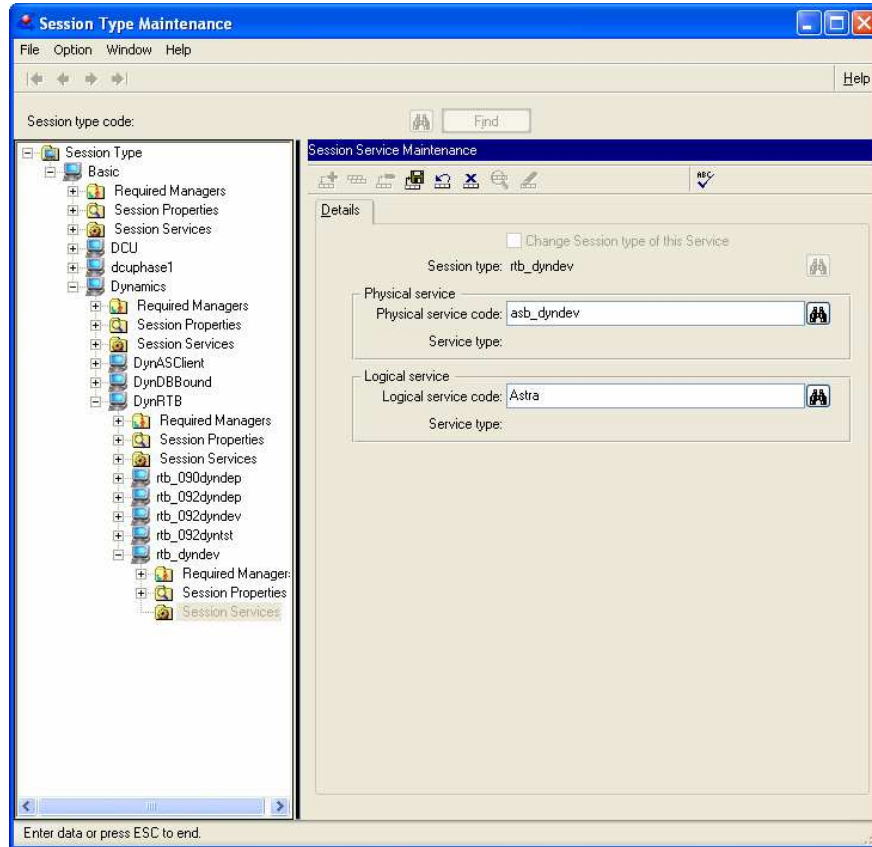 Session Type Maintenance
File Option Window Help
Help
Session type code:
Find
Session Type
Basic
Required Managers
Session Properties
Session Services
DCU
dcuphase1
Dynamics
Required Managers
Session Properties
Session Services
DynASClient
DynDBBound
DynRTB
Required Managers
Session Properties
Session Services
rtb_090dyndep
rtb_092dyndep
rtb_092dyndev
rtb_092dyntst
rtb_dyndev
Required Manager:
Session Properties
Session Services
Session Service Maintenance
ABC
Details
Change Session type of this Service
Session type: rtb_dyndev
Physical service
Physical service code: asb_dyndev
Service type:
Logical service
Logical service code: Astra
Service type:
Enter data or press ESC to end.